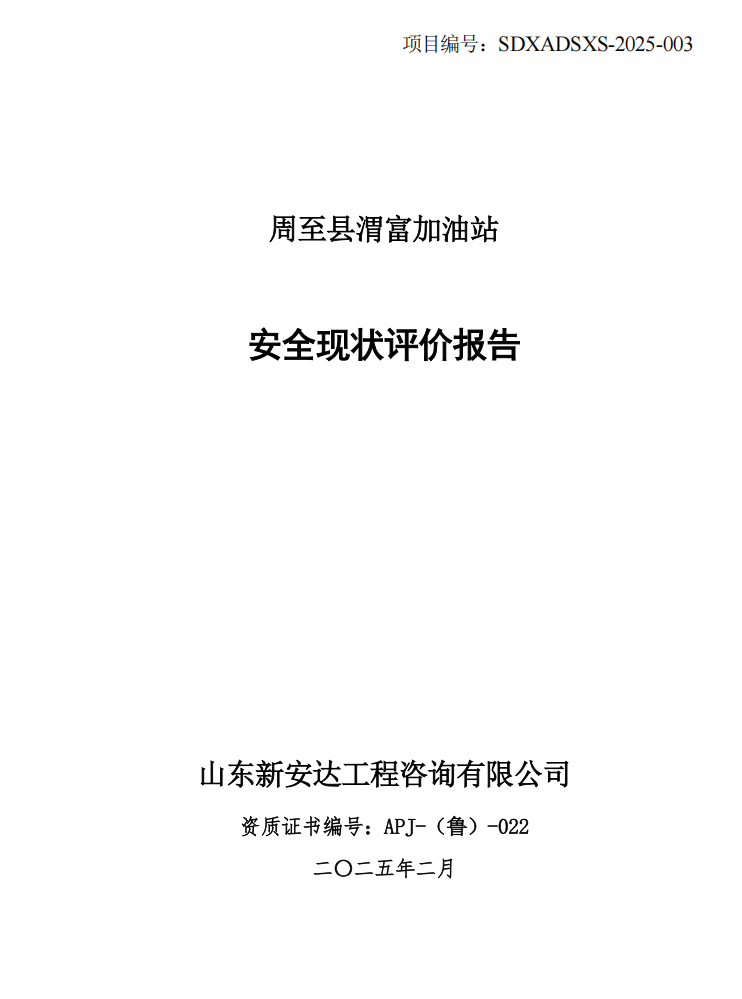 项目编号：SDXADSXS-2025-003
周至县渭富加油站
安全现状评价报告
山东新安达工程咨询有限公司
资质证书编号：APJ-（鲁）-022
二〇二五年二月